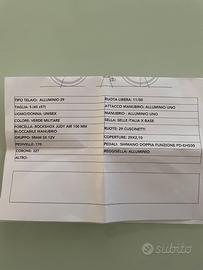 TIPO TELAIO: ALLUMINIO 29
TAGLIA: S (45 x57)
UOMO/DONNA: UNISEX
COLORE: VERDE MILITARE
FORCELLA: ROCKSHOX JUDY AIR 100 MM
BLOCCABILE MANUBRIO
GRUPPO: SRAM SX 12V
PEDIVELLE: 170
CORONE: 32T
ALTRO:
RUOTA LIBERA: 11/50
ATTACCO MANUBRIO: ALLUMINIO UNO
MANUBRIO: ALLUMINIO UNO
SELLA: SELLE ITALIA X BASE
RUOTE: 29 CUSCINETTI
COPERTURE: 29X2,10
PEDALI: SHIMANO DOPPIA FUNZIONE PD-EH500
REGGISELLA: ALLUMINIO
subito